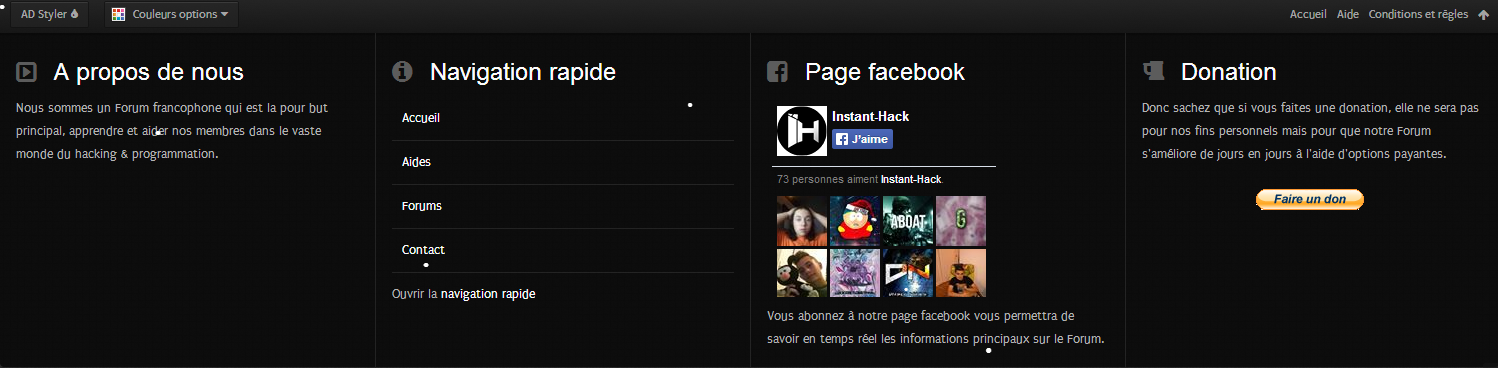 AD Styler
Couleurs options
Accueil Aide Conditions et règles
A propos de nous
Nous sommes un Forum francophone qui est la pour but
principal, apprendre et aider nos membres dans le vaste
monde du hacking & programmation.
Navigation rapide
Accueil
Aides
Forums
Contact
Ouvrir la navigation rapide
Page facebook
Instant-Hack
J'aime
73 personnes aiment Instant-Hack.
ABDAT
Vous abonnez à notre page facebook vous permettra de
savoir en temps réel les informations principaux sur le Forum.
Donation
Donc sachez que si vous faites une donation, elle ne sera pas
pour nos fins personnels mais pour que notre Forum
s'améliore de jours en jours à l'aide d'options payantes.
Faire un don